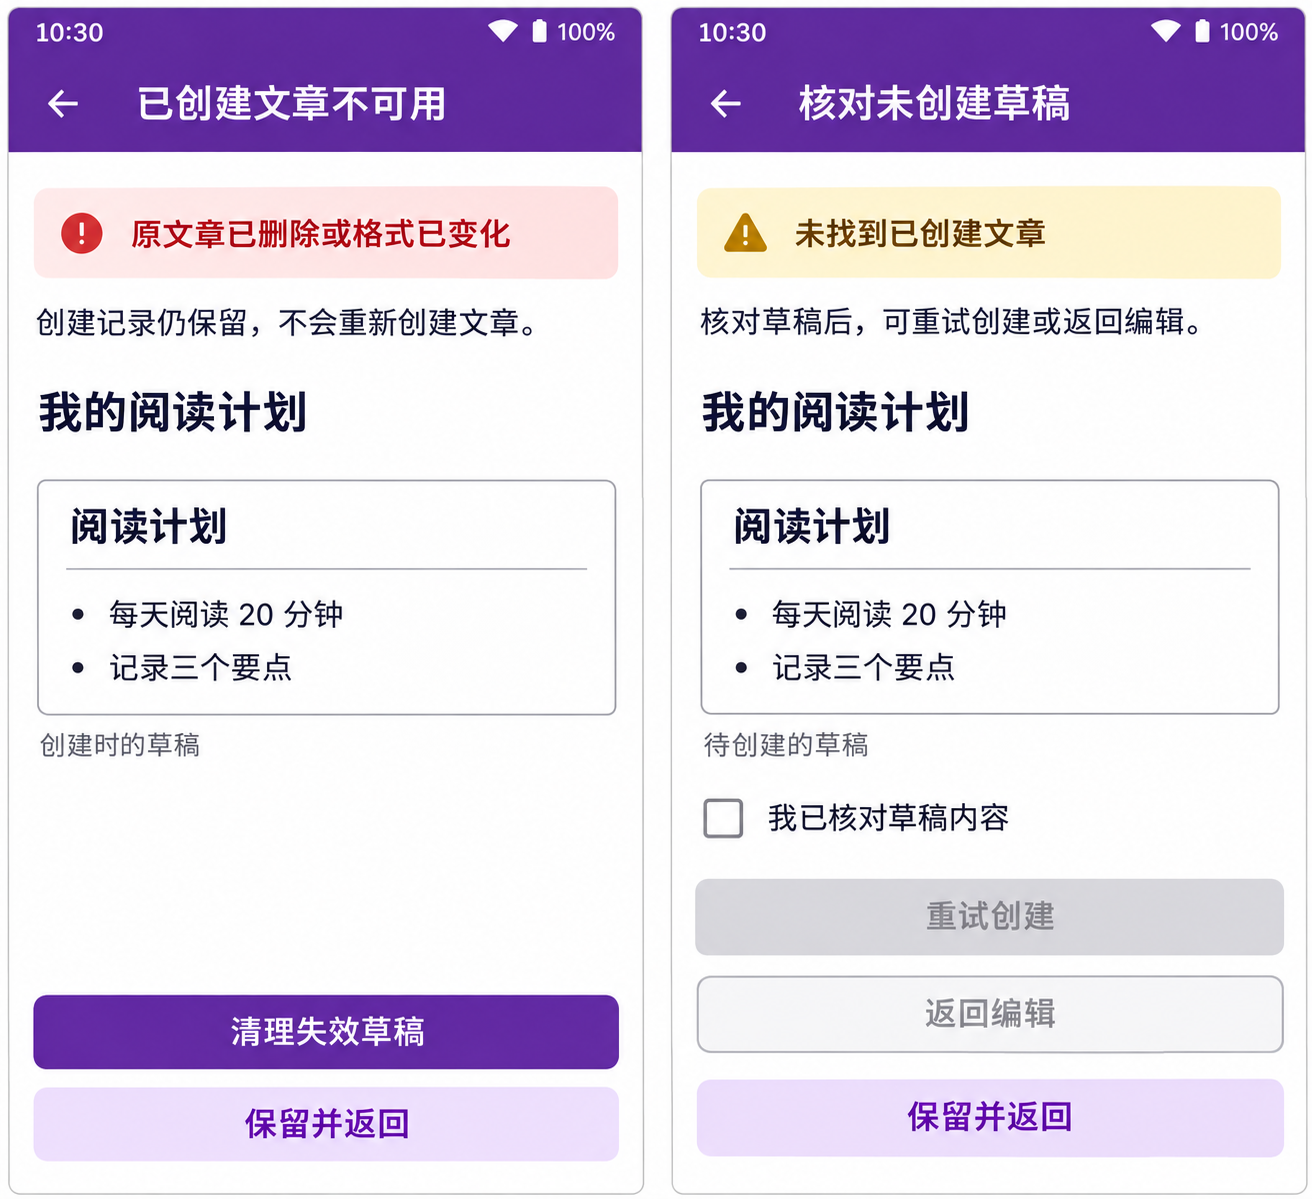 10:30
100%
已创建文章不可用
原文章已删除或格式已变化
创建记录仍保留，不会重新创建文章。
我的阅读计划
阅读计划
• 每天阅读 20 分钟
• 记录三个要点
创建时的草稿
清理失效草稿
保留并返回
10:30
100%
核对未创建草稿
未找到已创建文章
核对草稿后，可重试创建或返回编辑。
我的阅读计划
阅读计划
• 每天阅读 20 分钟
• 记录三个要点
待创建的草稿
我已核对草稿内容
重试创建
返回编辑
保留并返回